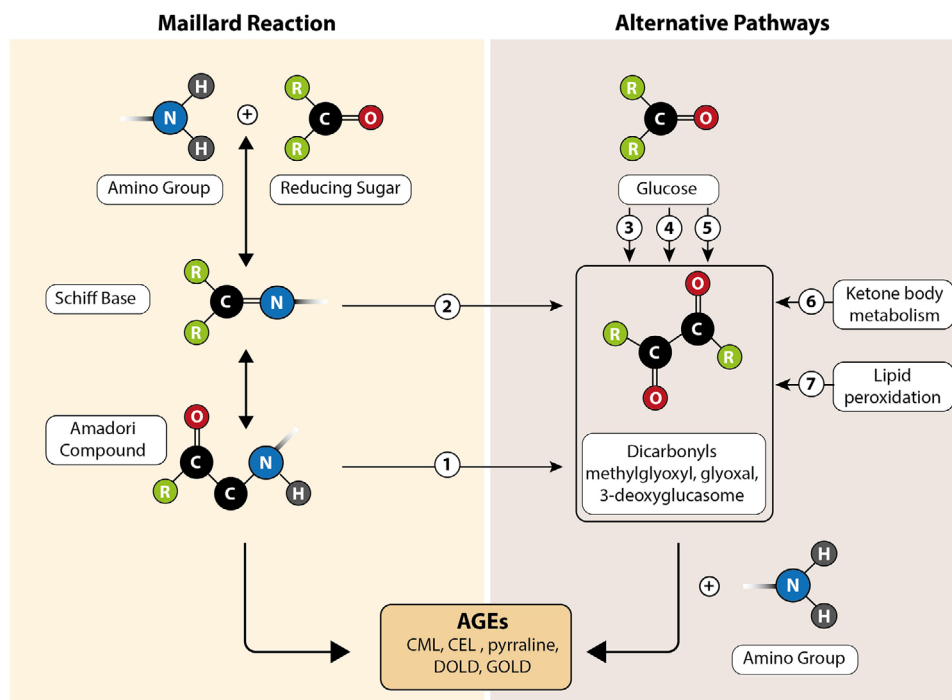 Maillard Reaction
Alternative Pathways
H
N
H
+
R
C
O
R
Amino Group
Reducing Sugar
R
C
O
R
Glucose
3
4
5
Schiff Base
R
C
N
R
2
O
C
R
C
R
O
6
Ketone body
metabolism
7
Lipid
peroxidation
Amadori
Compound
O
C
N
R
C
H
1
Dicarbonyls
methylglyoxyl, glyoxal,
3-deoxyglucasome
+
H
N
H
Amino Group
AGEs
CML, CEL , pyrraline,
DOLD, GOLD